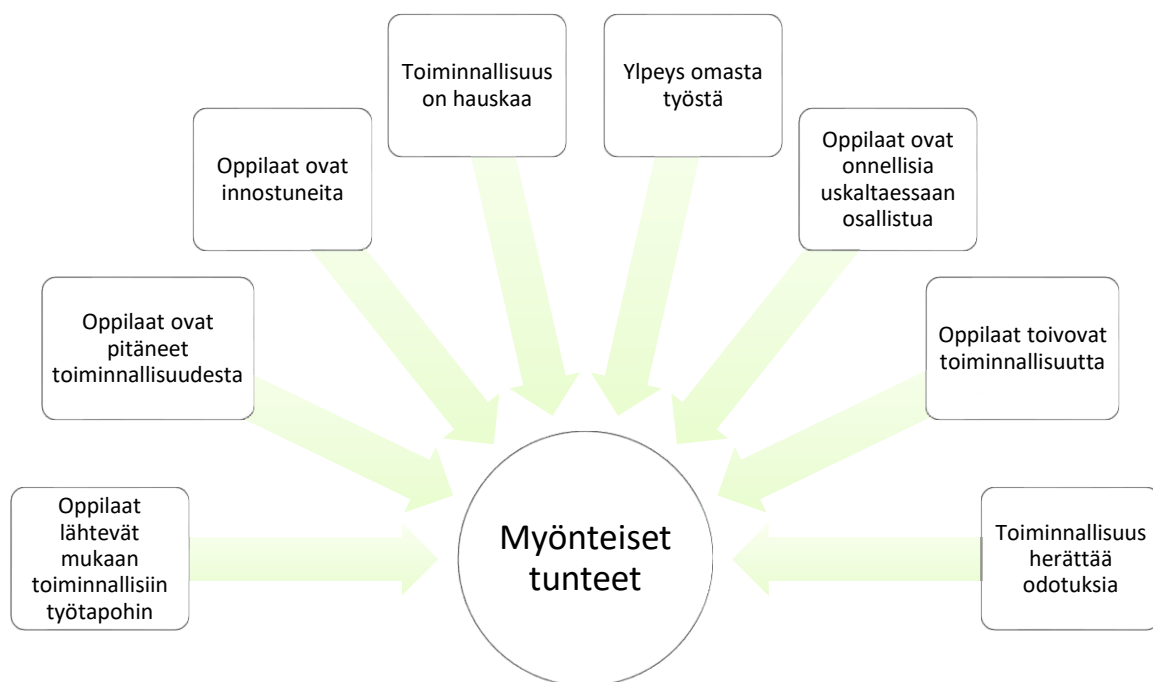 Toiminnallisuus
on hauskaa
Ylpeys omasta
työstä
Oppilaat ovat
innostuneita
Oppilaat ovat
onnellisia
uskaltaessaan
osallistua
Oppilaat ovat
pitäneet
toiminnallisuudesta
Oppilaat toivovat
toiminnallisuutta
Oppilaat
lähtevät
mukaan
toiminnallisiin
työtapohin
Myönteiset
tunteet
Toiminnallisuus
herättää
odotuksia